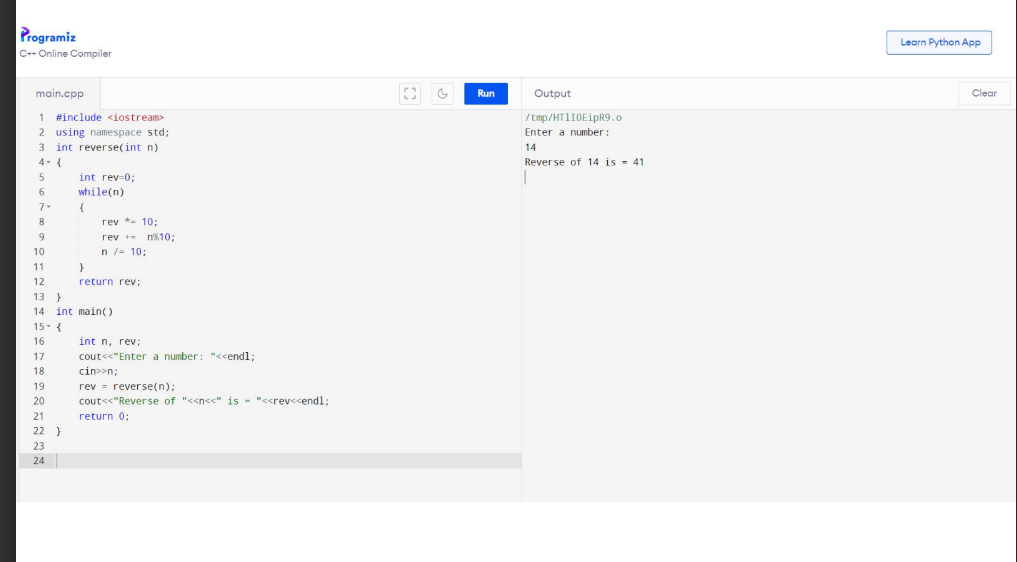 Programiz
C++ Online Compiler
Learn Python App
main.cpp
Run
Output
Clear
1 #include <iostream>
2 using namespace std;
3 int reverse(int n)
4 {
5     int rev=0;
6     while(n)
7     {
8         rev *= 10;
9         rev +=  n%10;
10         n /= 10;
11     }
12     return rev;
13 }
14 int main()
15 {
16     int n, rev;
17     cout<<"Enter a number: "<<endl;
18     cin>>n;
19     rev = reverse(n);
20     cout<<"Reverse of "<<n<<" is = "<<rev<<endl;
21     return 0;
22 }
23
24
/tmp/HTlI0EipR9.o
Enter a number:
14
Reverse of 14 is = 41